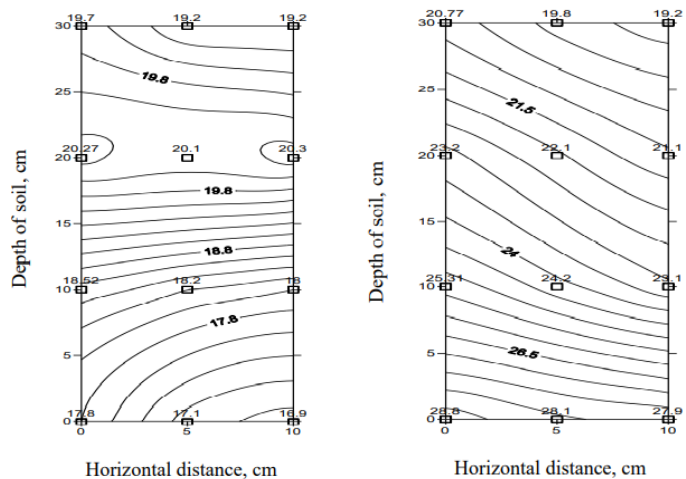 19.7 19.2 19.2
30
19.8
25
20.27 20.1 20.3
20
19.8
15
18.8
18.52 18.2 18
10
17.8
5
17.8 17.1 16.9
0
0 5 10
Depth of soil, cm
Horizontal distance, cm
20.77 19.8 19.2
30
21.5
25
23.2 22.1 21.1
20
15
24
25.31 24.2 23.1
10
26.5
5
28.8 28.1 27.9
0
0 5 10
Depth of soil, cm
Horizontal distance, cm